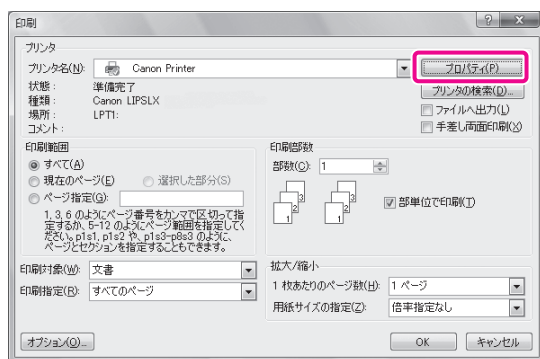 印刷
プリンタ
プリンタ名(N): Canon Printer プロパティ(P)
状態: 準備完了 プリンタの検索(D)...
種類: Canon LIPSLX
場所: LPT1: ファイルへ出力(L)
コメント: 手差し両面印刷(X)
印刷範囲
すべて(A)
現在のページ(E) 選択した部分(S)
ページ指定(G):
1,3,6 のようにページ番号をカンマで区切って指
定するか、5-12 のようにページ範囲を指定してく
ださい。p1s1, p1s2 や、p1s3-p8s3 のように、
ページとセクションを指定することもできます。
印刷部数
部数(C): 1
3 3
2 2
1 1
部単位で印刷(T)
印刷対象(W): 文書
印刷指定(R): すべてのページ
拡大/縮小
1 枚あたりのページ数(H): 1 ページ
用紙サイズの指定(Z): 倍率指定なし
オプション(O)... OK キャンセル